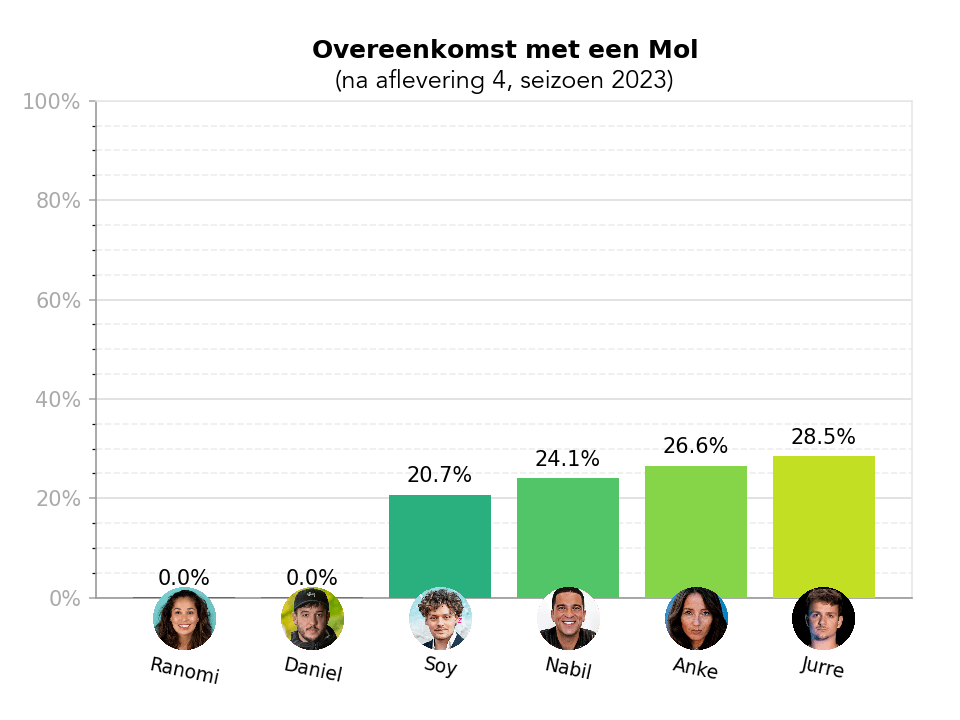 Overeenkomst met een Mol
(na aflevering 4, seizoen 2023)
100%
80%
60%
40%
20%
0%
0.0%
0.0%
20.7%
24.1%
26.6%
28.5%
Ranomi
Daniel
Soy
Nabil
Anke
Jurre